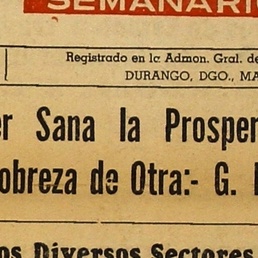 SEMANARIO
Registrado en la Admon. Gral. de
DURANGO, DGO., MA
er Sana la Prosper
obreza de Otra:- G.
os Diversos Sectores